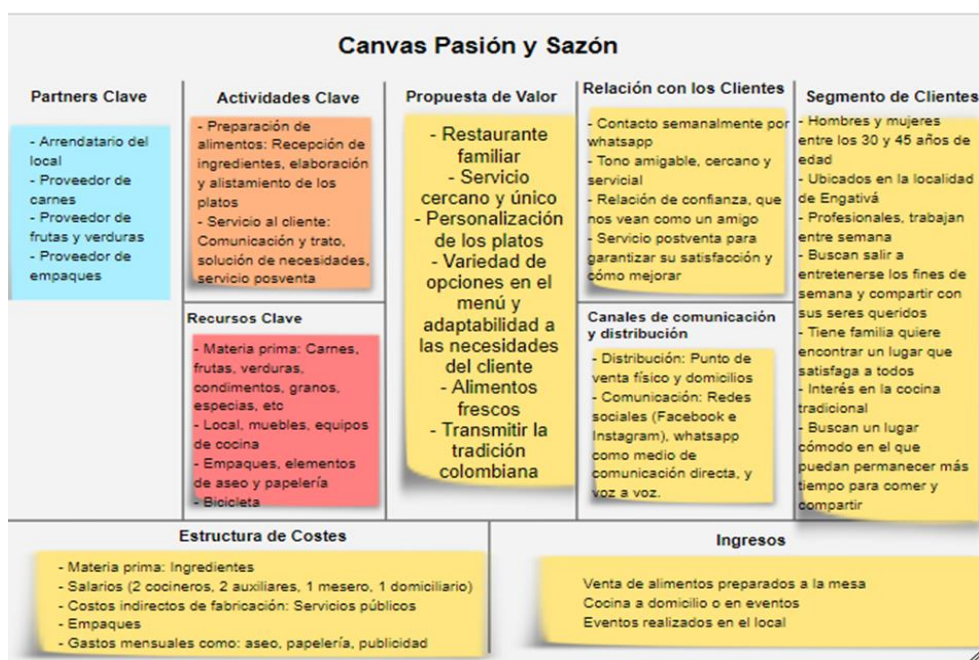 Canvas Pasión y Sazón
Partners Clave
- Arrendatario del
local
- Proveedor de
carnes
- Proveedor de
frutas y verduras
- Proveedor de
empaques
Actividades Clave
- Preparación de
alimentos: Recepción de
ingredientes, elaboración
y alistamiento de los
platos
- Servicio al cliente:
Comunicación y trato,
solución de necesidades,
servicio posventa
Recursos Clave
- Materia prima: Carnes,
frutas, verduras,
condimentos, granos,
especias, etc
- Local, muebles, equipos
de cocina
- Empaques, elementos
de aseo y papelería
- Bicicleta
Propuesta de Valor
- Restaurante
familiar
- Servicio
cercano y único
- Personalización
de los platos
- Variedad de
opciones en el
menú y
adaptabilidad a
las necesidades
del cliente
- Alimentos
frescos
- Transmitir la
tradición
colombiana
Relación con los Clientes
- Contacto semanalmente por
whatsapp
- Tono amigable, cercano y
servicial
- Relación de confianza, que
nos vean como un amigo
- Servicio postventa para
garantizar su satisfacción y
cómo mejorar
Canales de comunicación
y distribución
- Distribución: Punto de
venta físico y domicilios
- Comunicación: Redes
sociales (Facebook e
Instagram), whatsapp
como medio de
comunicación directa, y
voz a voz.
Segmento de Clientes
- Hombres y mujeres
entre los 30 y 45 años de
edad
- Ubicados en la localidad
de Engativá
- Profesionales, trabajan
entre semana
- Buscan salir a
entretenerse los fines de
semana y compartir con
sus seres queridos
- Tiene familia quiere
encontrar un lugar que
satisfaga a todos
- Interés en la cocina
tradicional
- Buscan un lugar
cómodo en el que
puedan permanecer más
tiempo para comer y
compartir
Estructura de Costes
- Materia prima: Ingredientes
- Salarios (2 cocineros, 2 auxiliares, 1 mesero, 1 domiciliario)
- Costos indirectos de fabricación: Servicios públicos
- Empaques
- Gastos mensuales como: aseo, papelería, publicidad
Ingresos
Venta de alimentos preparados a la mesa
Cocina a domicilio o en eventos
Eventos realizados en el local